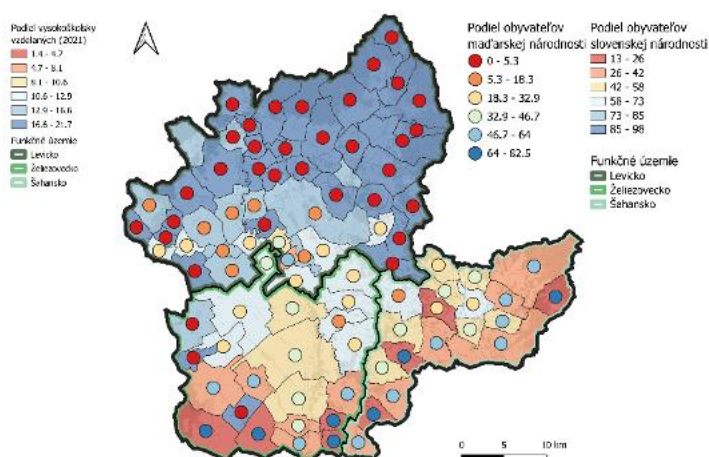 Podiel vysokoškolsky
vzdelaných (2021)
1.4 - 4.7
4.7 - 8.1
8.1 - 10.6
10.6 - 12.9
12.9 - 16.6
16.6 - 21.7
Funkčné územie
Levicko
Želiezovecko
Šahansko
Podiel obyvateľov
maďarskej národnosti
0 - 5.3
5.3 - 18.3
18.3 - 32.9
32.9 - 46.7
46.7 - 64
64 - 82.5
Podiel obyvateľov
slovenskej národnosti
13 - 26
26 - 42
42 - 58
58 - 73
73 - 85
85 - 98
Funkčné územie
Levicko
Želiezovecko
Šahansko
0 5 10 km